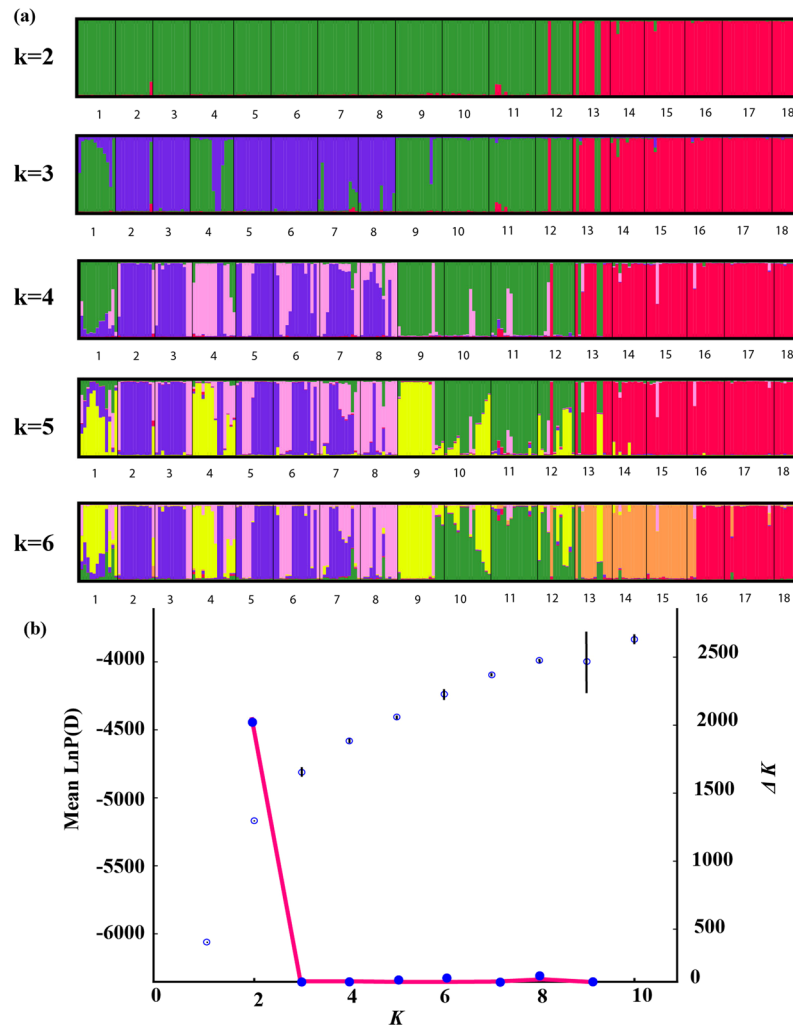 (a)
k=2
1 2 3 4 5 6 7 8 9 10 11 12 13 14 15 16 17 18
k=3
1 2 3 4 5 6 7 8 9 10 11 12 13 14 15 16 17 18
k=4
1 2 3 4 5 6 7 8 9 10 11 12 13 14 15 16 17 18
k=5
1 2 3 4 5 6 7 8 9 10 11 12 13 14 15 16 17 18
k=6
1 2 3 4 5 6 7 8 9 10 11 12 13 14 15 16 17 18
(b)
Mean LnP(D)
-4000
-4500
-5000
-5500
-6000
2500
2000
1500
1000
500
0
Δ K
0 2 4 6 8 10
K